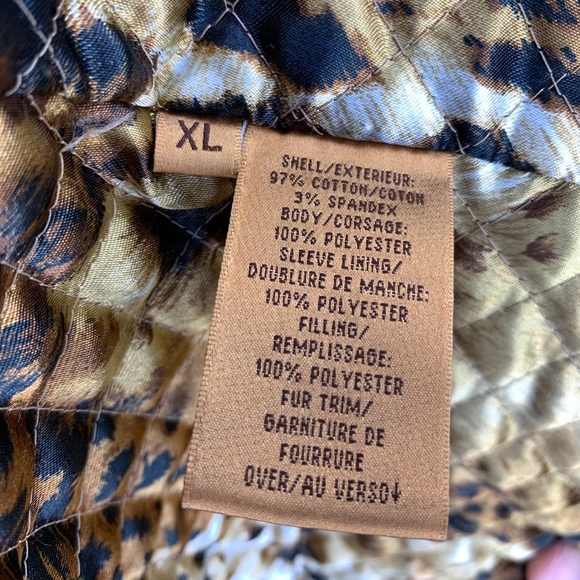 XL
SHELL/EXTERIEUR:
97% COTTON/COTON
3% SPANDEX
BODY/CORSAGE:
100% POLYESTER
SLEEVE LINING/
DOUBLURE DE MANCHE:
100% POLYESTER
FILLING/
REMPLISSAGE:
100% POLYESTER
FUR TRIM/
GARNITURE DE
FOURRURE
OVER/AU VERSO↓